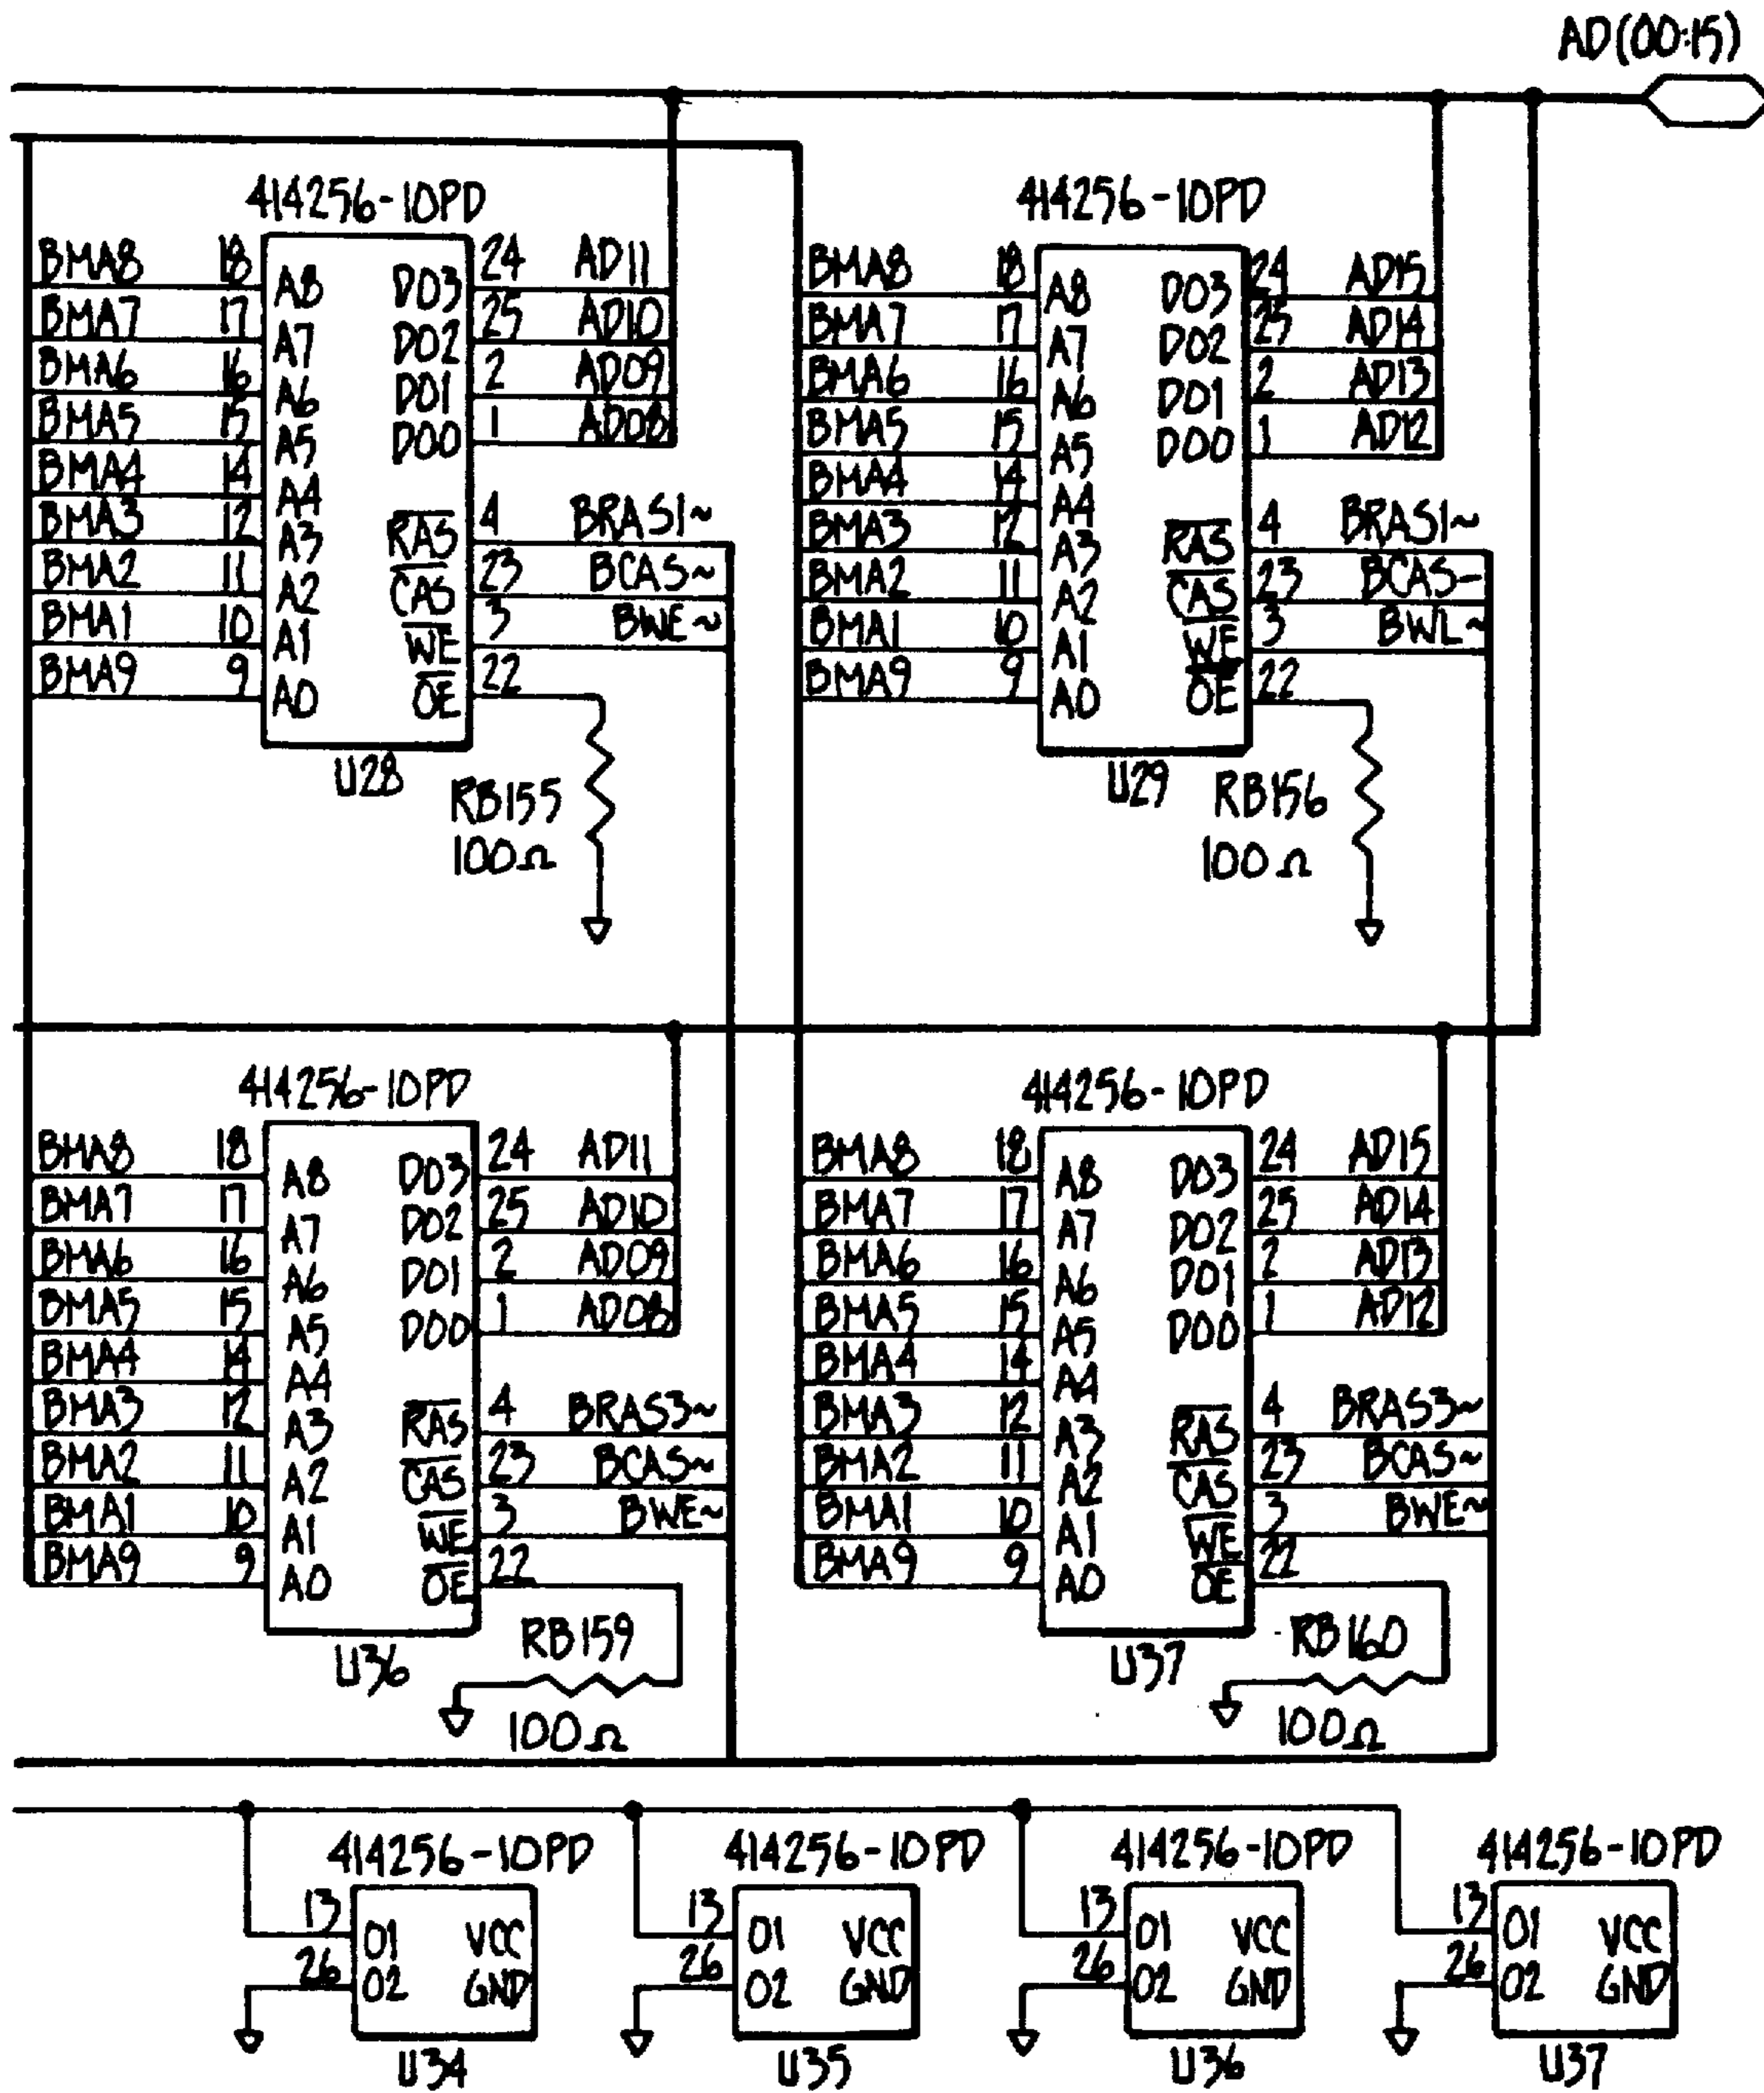 AD(00:15)
414256-10PD 414256-10PD
BMA8 18 A8 DO3 24 AD11 BMA8 18 A8 DO3 24 AD15
BMA7 17 A7 DO2 25 AD10 BMA7 17 A7 DO2 25 AD14
BMA6 16 A6 DO1 2 AD09 BMA6 16 A6 DO1 2 AD13
BMA5 15 A5 DO0 1 AD08 BMA5 15 A5 DO0 1 AD12
BMA4 14 A4 BMA4 14 A4
BMA3 12 A3 RAS 4 BRAS1~ BMA3 12 A3 RAS 4 BRAS1~
BMA2 11 A2 CAS 23 BCAS~ BMA2 11 A2 CAS 23 BCAS-
BMA1 10 A1 WE 3 BWE~ BMA1 10 A1 WE 3 BWL~
BMA9 9 A0 OE 22 BMA9 9 A0 OE 22
U28 RB155 U29 RB156
100Ω 100Ω
414256-10PD 414256-10PD
BMA8 18 A8 DO3 24 AD11 BMA8 18 A8 DO3 24 AD15
BMA7 17 A7 DO2 25 AD10 BMA7 17 A7 DO2 25 AD14
BMA6 16 A6 DO1 2 AD09 BMA6 16 A6 DO1 2 AD13
BMA5 15 A5 DO0 1 AD08 BMA5 15 A5 DO0 1 AD12
BMA4 14 A4 BMA4 14 A4
BMA3 12 A3 RAS 4 BRAS3~ BMA3 12 A3 RAS 4 BRAS3~
BMA2 11 A2 CAS 23 BCAS~ BMA2 11 A2 CAS 23 BCAS~
BMA1 10 A1 WE 3 BWE~ BMA1 10 A1 WE 3 BWE~
BMA9 9 A0 OE 22 BMA9 9 A0 OE 22
U36 RB159 U37 RB160
100Ω 100Ω
414256-10PD 414256-10PD 414256-10PD 414256-10PD
13 O1 VCC 13 O1 VCC 13 O1 VCC 13 O1 VCC
26 O2 GND 26 O2 GND 26 O2 GND 26 O2 GND
U34 U35 U36 U37